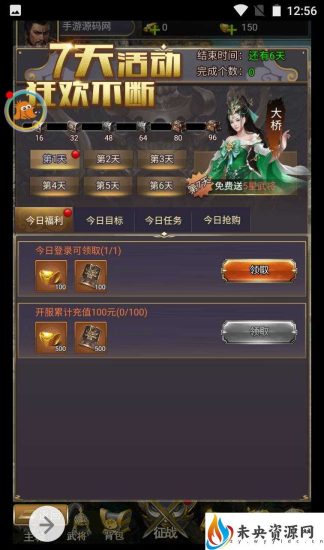 12:56
手游源码网
7天活动
狂欢不断
结束时间：还有6天
完成个数：0
16 32 48 64 80 96
大桥
第1天 第2天 第3天
第4天 第5天 第6天
免费送5星武将
今日福利 今日目标 今日任务 今日抢购
今日登录可领取(1/1)
100 100
领取
开服累计充值100元(0/100)
500 500
领取
武将 背包 征战
未央资源网